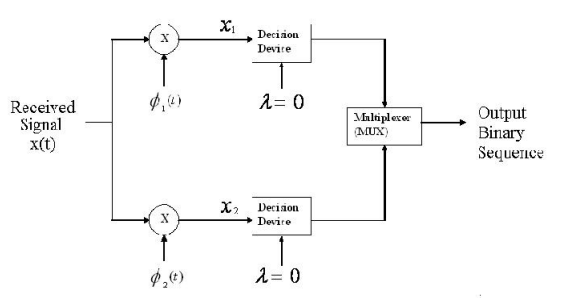 x₁
Decision
Device
X
ϕ₁(t)
λ = 0
Received
Signal
x(t)
Multiplexer
(MUX)
Output
Binary
Sequence
x₂
Decision
Device
X
ϕ₂(t)
λ = 0